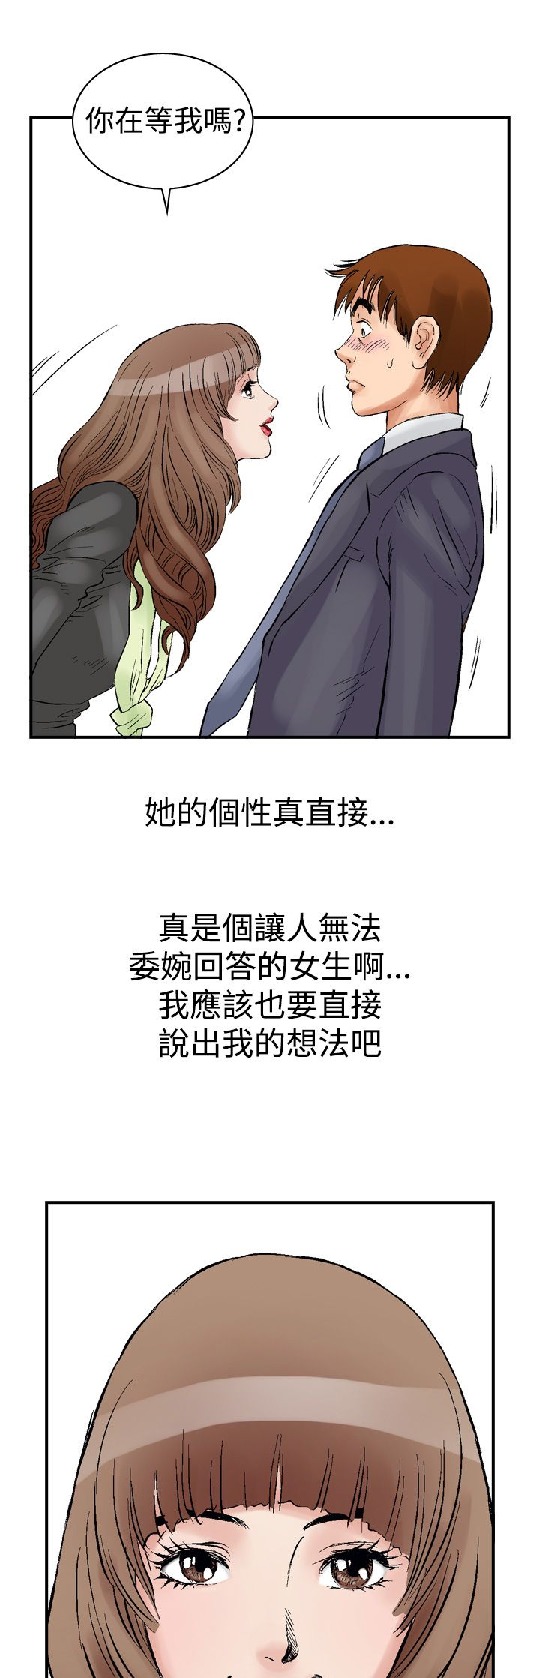 你在等我嗎?
她的個性真直接...
真是個讓人無法
委婉回答的女生啊...
我應該也要直接
說出我的想法吧